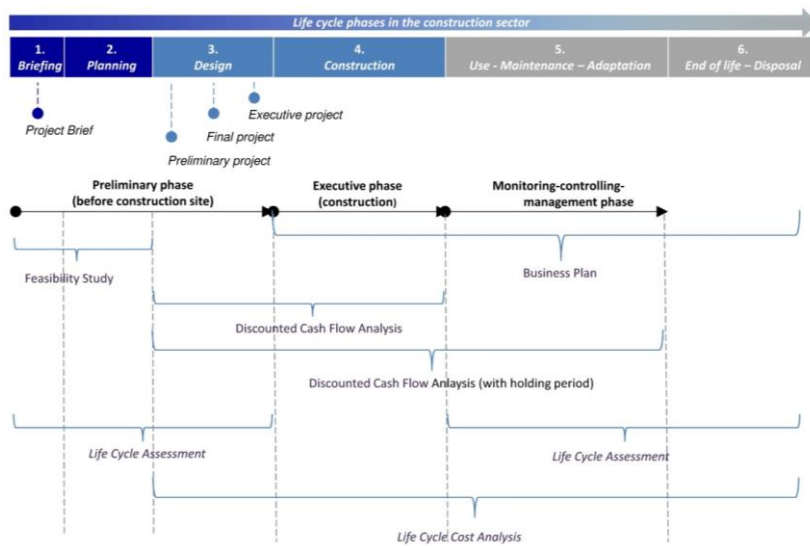 Life cycle phases in the construction sector
1.
Briefing
2.
Planning
3.
Design
4.
Construction
5.
Use - Maintenance – Adaptation
6.
End of life – Disposal
Project Brief
Executive project
Final project
Preliminary project
Preliminary phase
(before construction site)
Executive phase
(construction)
Monitoring-controlling-
management phase
Feasibility Study
Business Plan
Discounted Cash Flow Analysis
Discounted Cash Flow Anlaysis (with holding period)
Life Cycle Assessment
Life Cycle Assessment
Life Cycle Cost Analysis